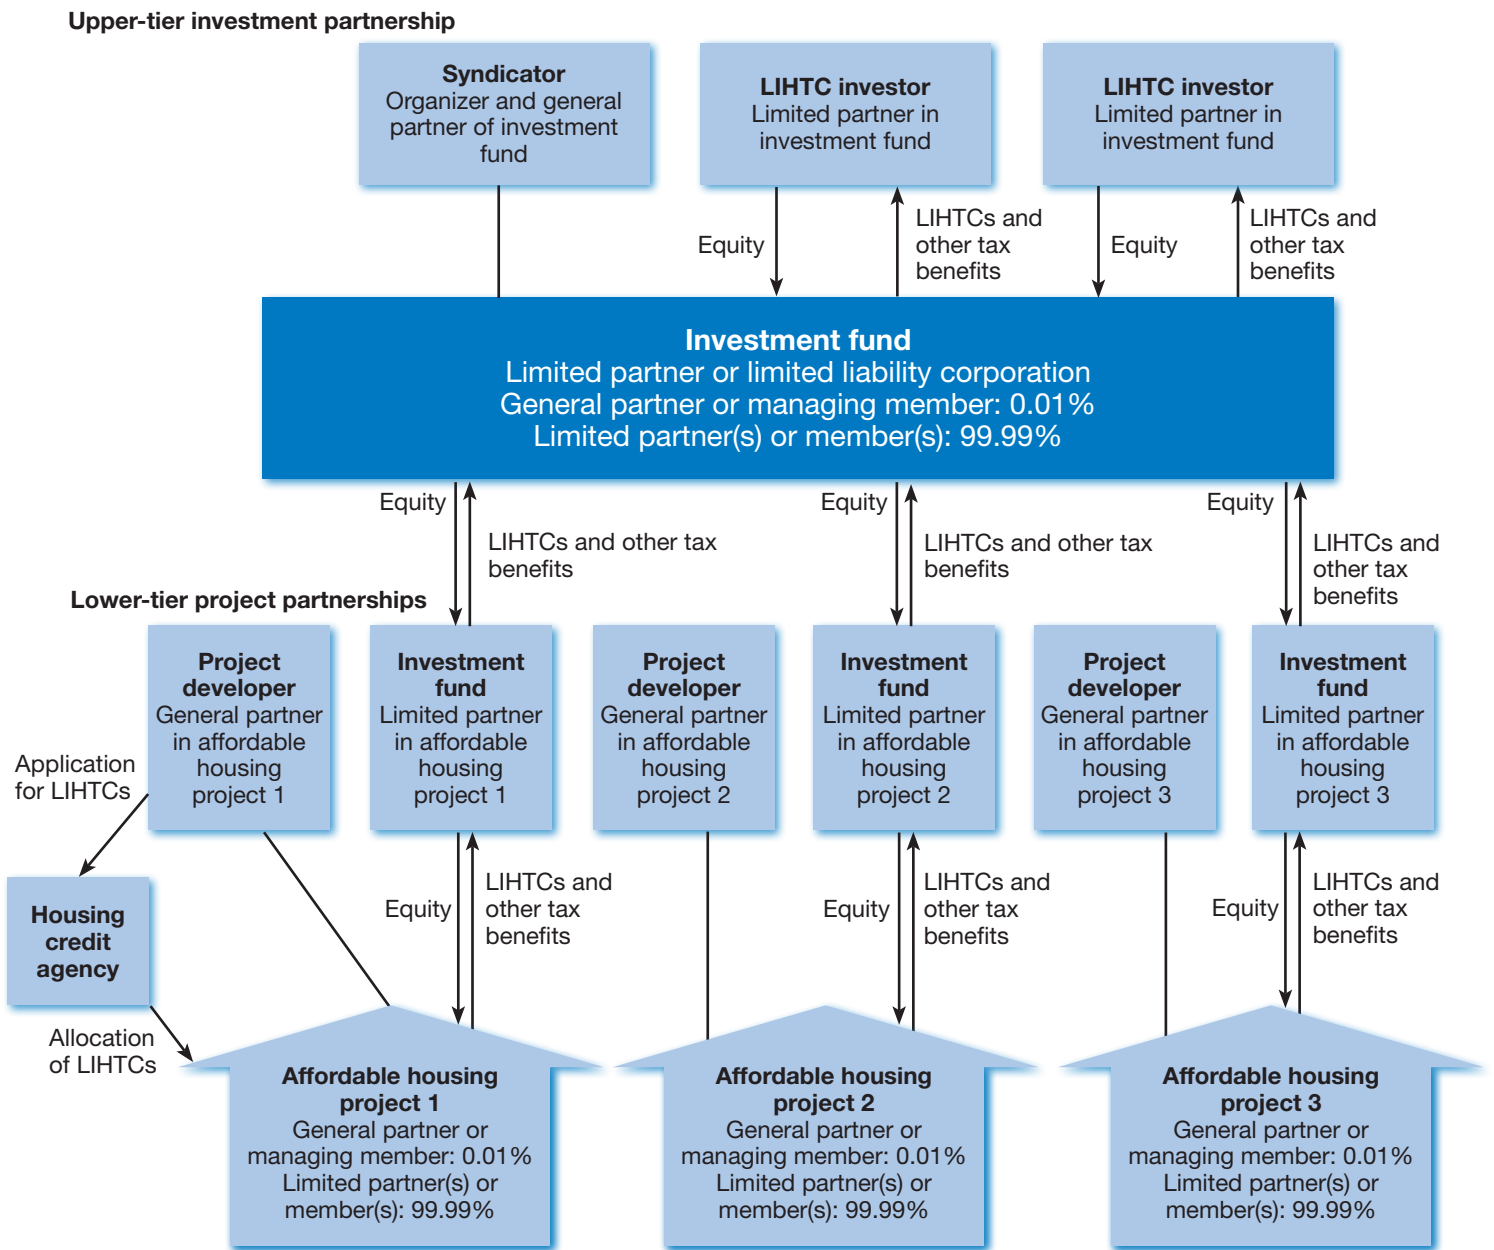 Upper-tier investment partnership
Syndicator
Organizer and general
partner of investment
fund
LIHTC investor
Limited partner in
investment fund
LIHTC investor
Limited partner in
investment fund
Equity
LIHTCs and
other tax
benefits
Equity
LIHTCs and
other tax
benefits
Investment fund
Limited partner or limited liability corporation
General partner or managing member: 0.01%
Limited partner(s) or member(s): 99.99%
Equity
LIHTCs and other tax
benefits
Equity
LIHTCs and other tax
benefits
Equity
LIHTCs and
other tax
benefits
Lower-tier project partnerships
Project
developer
General partner
in affordable
housing
project 1
Investment
fund
Limited partner
in affordable
housing
project 1
Project
developer
General partner
in affordable
housing
project 2
Investment
fund
Limited partner
in affordable
housing
project 2
Project
developer
General partner
in affordable
housing
project 3
Investment
fund
Limited partner
in affordable
housing
project 3
Application
for LIHTCs
Housing
credit
agency
Allocation
of LIHTCs
Equity
LIHTCs and
other tax
benefits
Equity
LIHTCs and
other tax
benefits
Equity
LIHTCs and
other tax
benefits
Affordable housing
project 1
General partner or
managing member: 0.01%
Limited partner(s) or
member(s): 99.99%
Affordable housing
project 2
General partner or
managing member: 0.01%
Limited partner(s) or
member(s): 99.99%
Affordable housing
project 3
General partner or
managing member: 0.01%
Limited partner(s) or
member(s): 99.99%